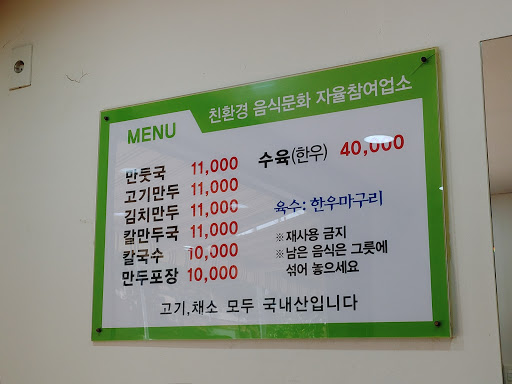 친환경 음식문화 자율참여업소
MENU
만둣국 11,000
고기만두 11,000
김치만두 11,000
칼만두국 11,000
칼국수 10,000
만두포장 10,000
수육(한우) 40,000
육수: 한우마구리
※재사용 금지
※남은 음식은 그릇에
섞어 놓으세요
고기,채소 모두 국내산입니다